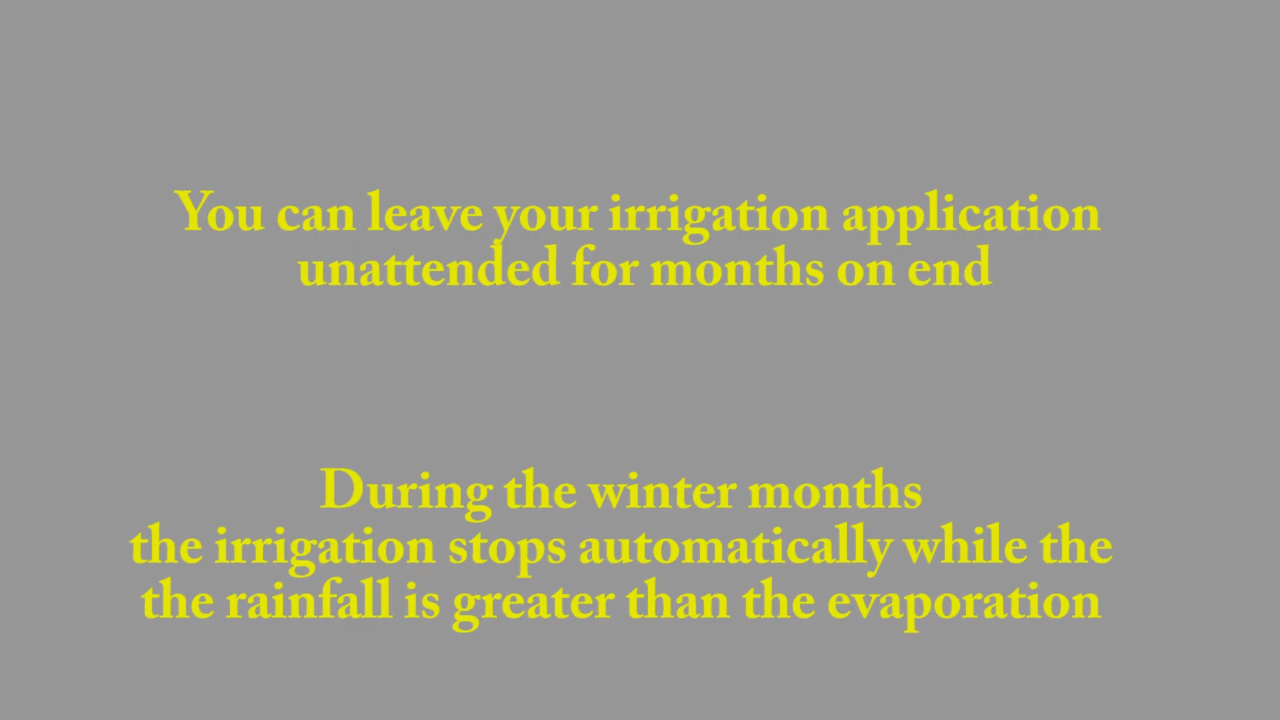 You can leave your irrigation application
unattended for months on end
During the winter months
the irrigation stops automatically while the
the rainfall is greater than the evaporation